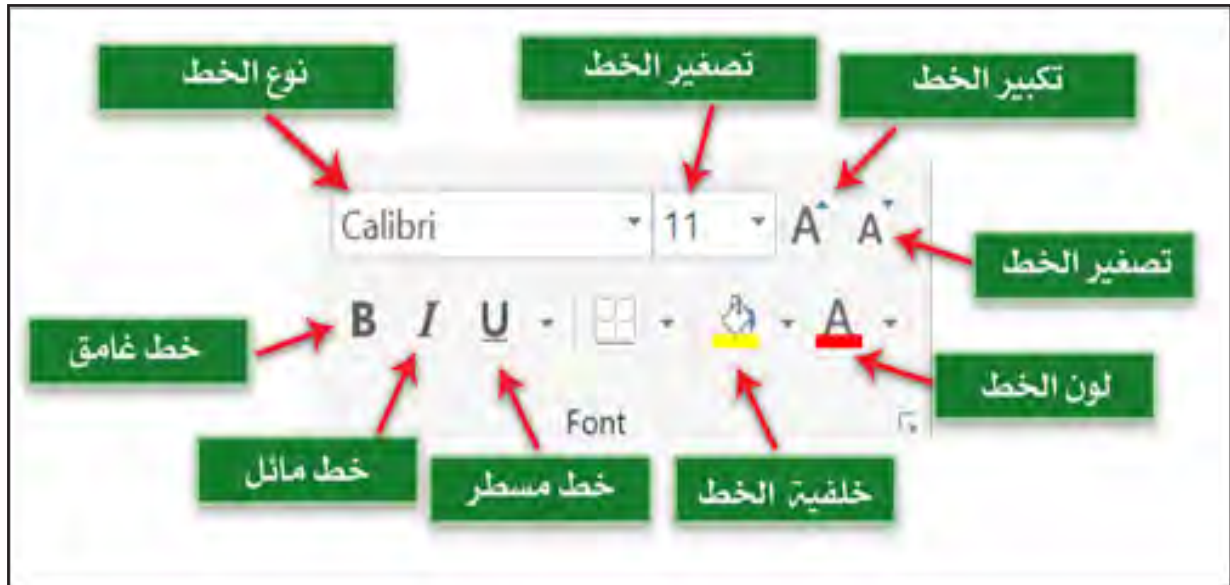 نوع الخط
تصغير الخط
تكبير الخط
Calibri
11
A A
تصغير الخط
B I U
A
خط غامق
لون الخط
Font
خط مائل
خط مسطر
خلفية الخط